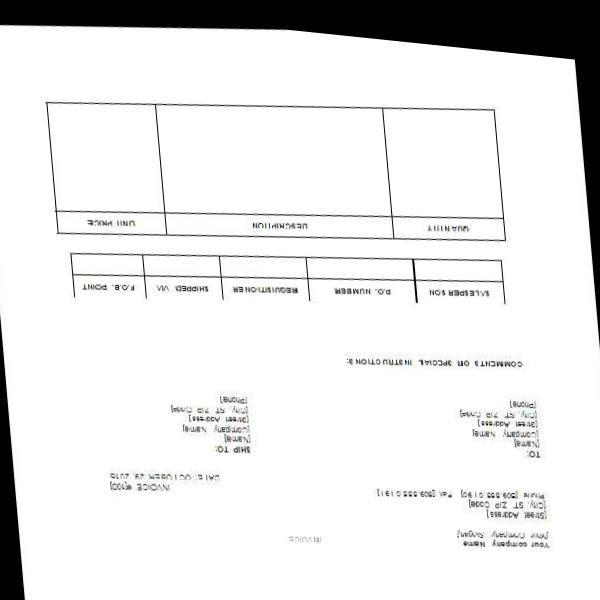 INVOICE
Your company Name
[Your Company Slogan]
[Street Address]
[City, ST ZIP Code]
Phone [509.555.0190] Fax [509.555.0191]
INVOICE #[100]
DATE: OCTOBER 29, 2015
TO:
[Name]
[Company Name]
[Street Address]
[City, ST ZIP Code]
[Phone]
SHIP TO:
[Name]
[Company Name]
[Street Address]
[City, ST ZIP Code]
[Phone]
COMMENTS OR SPECIAL INSTRUCTIONS:
SALESPERSON P.O. NUMBER REQUISITIONER SHIPPED VIA F.O.B. POINT
QUANTITY DESCRIPTION UNIT PRICE